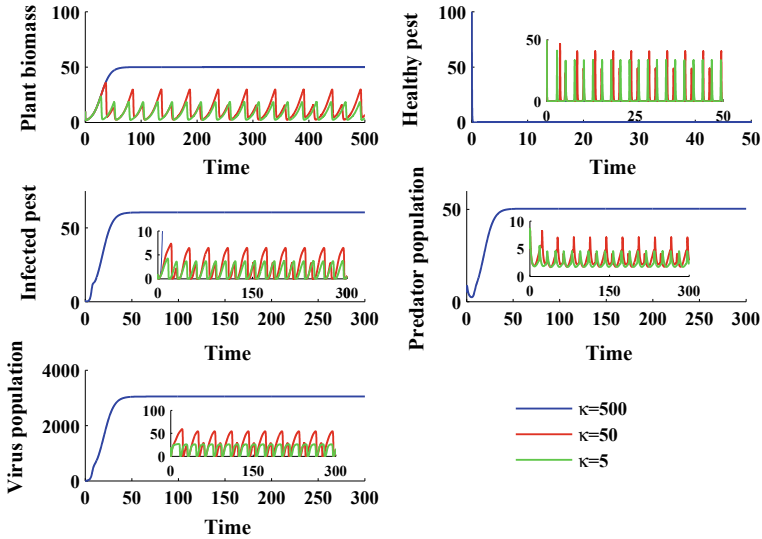 Plant biomass
100
50
0
0 100 200 300 400 500
Time
Healthy pest
100
50
0
0 10 20 30 40 50
Time
50
0
0 25 50
Infected pest
50
0
0 50 100 150 200 250 300
Time
10
5
0
0 150 300
Predator population
50
0
0 50 100 150 200 250 300
Time
10
5
0
0 150 300
Virus population
4000
2000
0
0 50 100 150 200 250 300
Time
100
50
0
0 150 300
κ=500
κ=50
κ=5